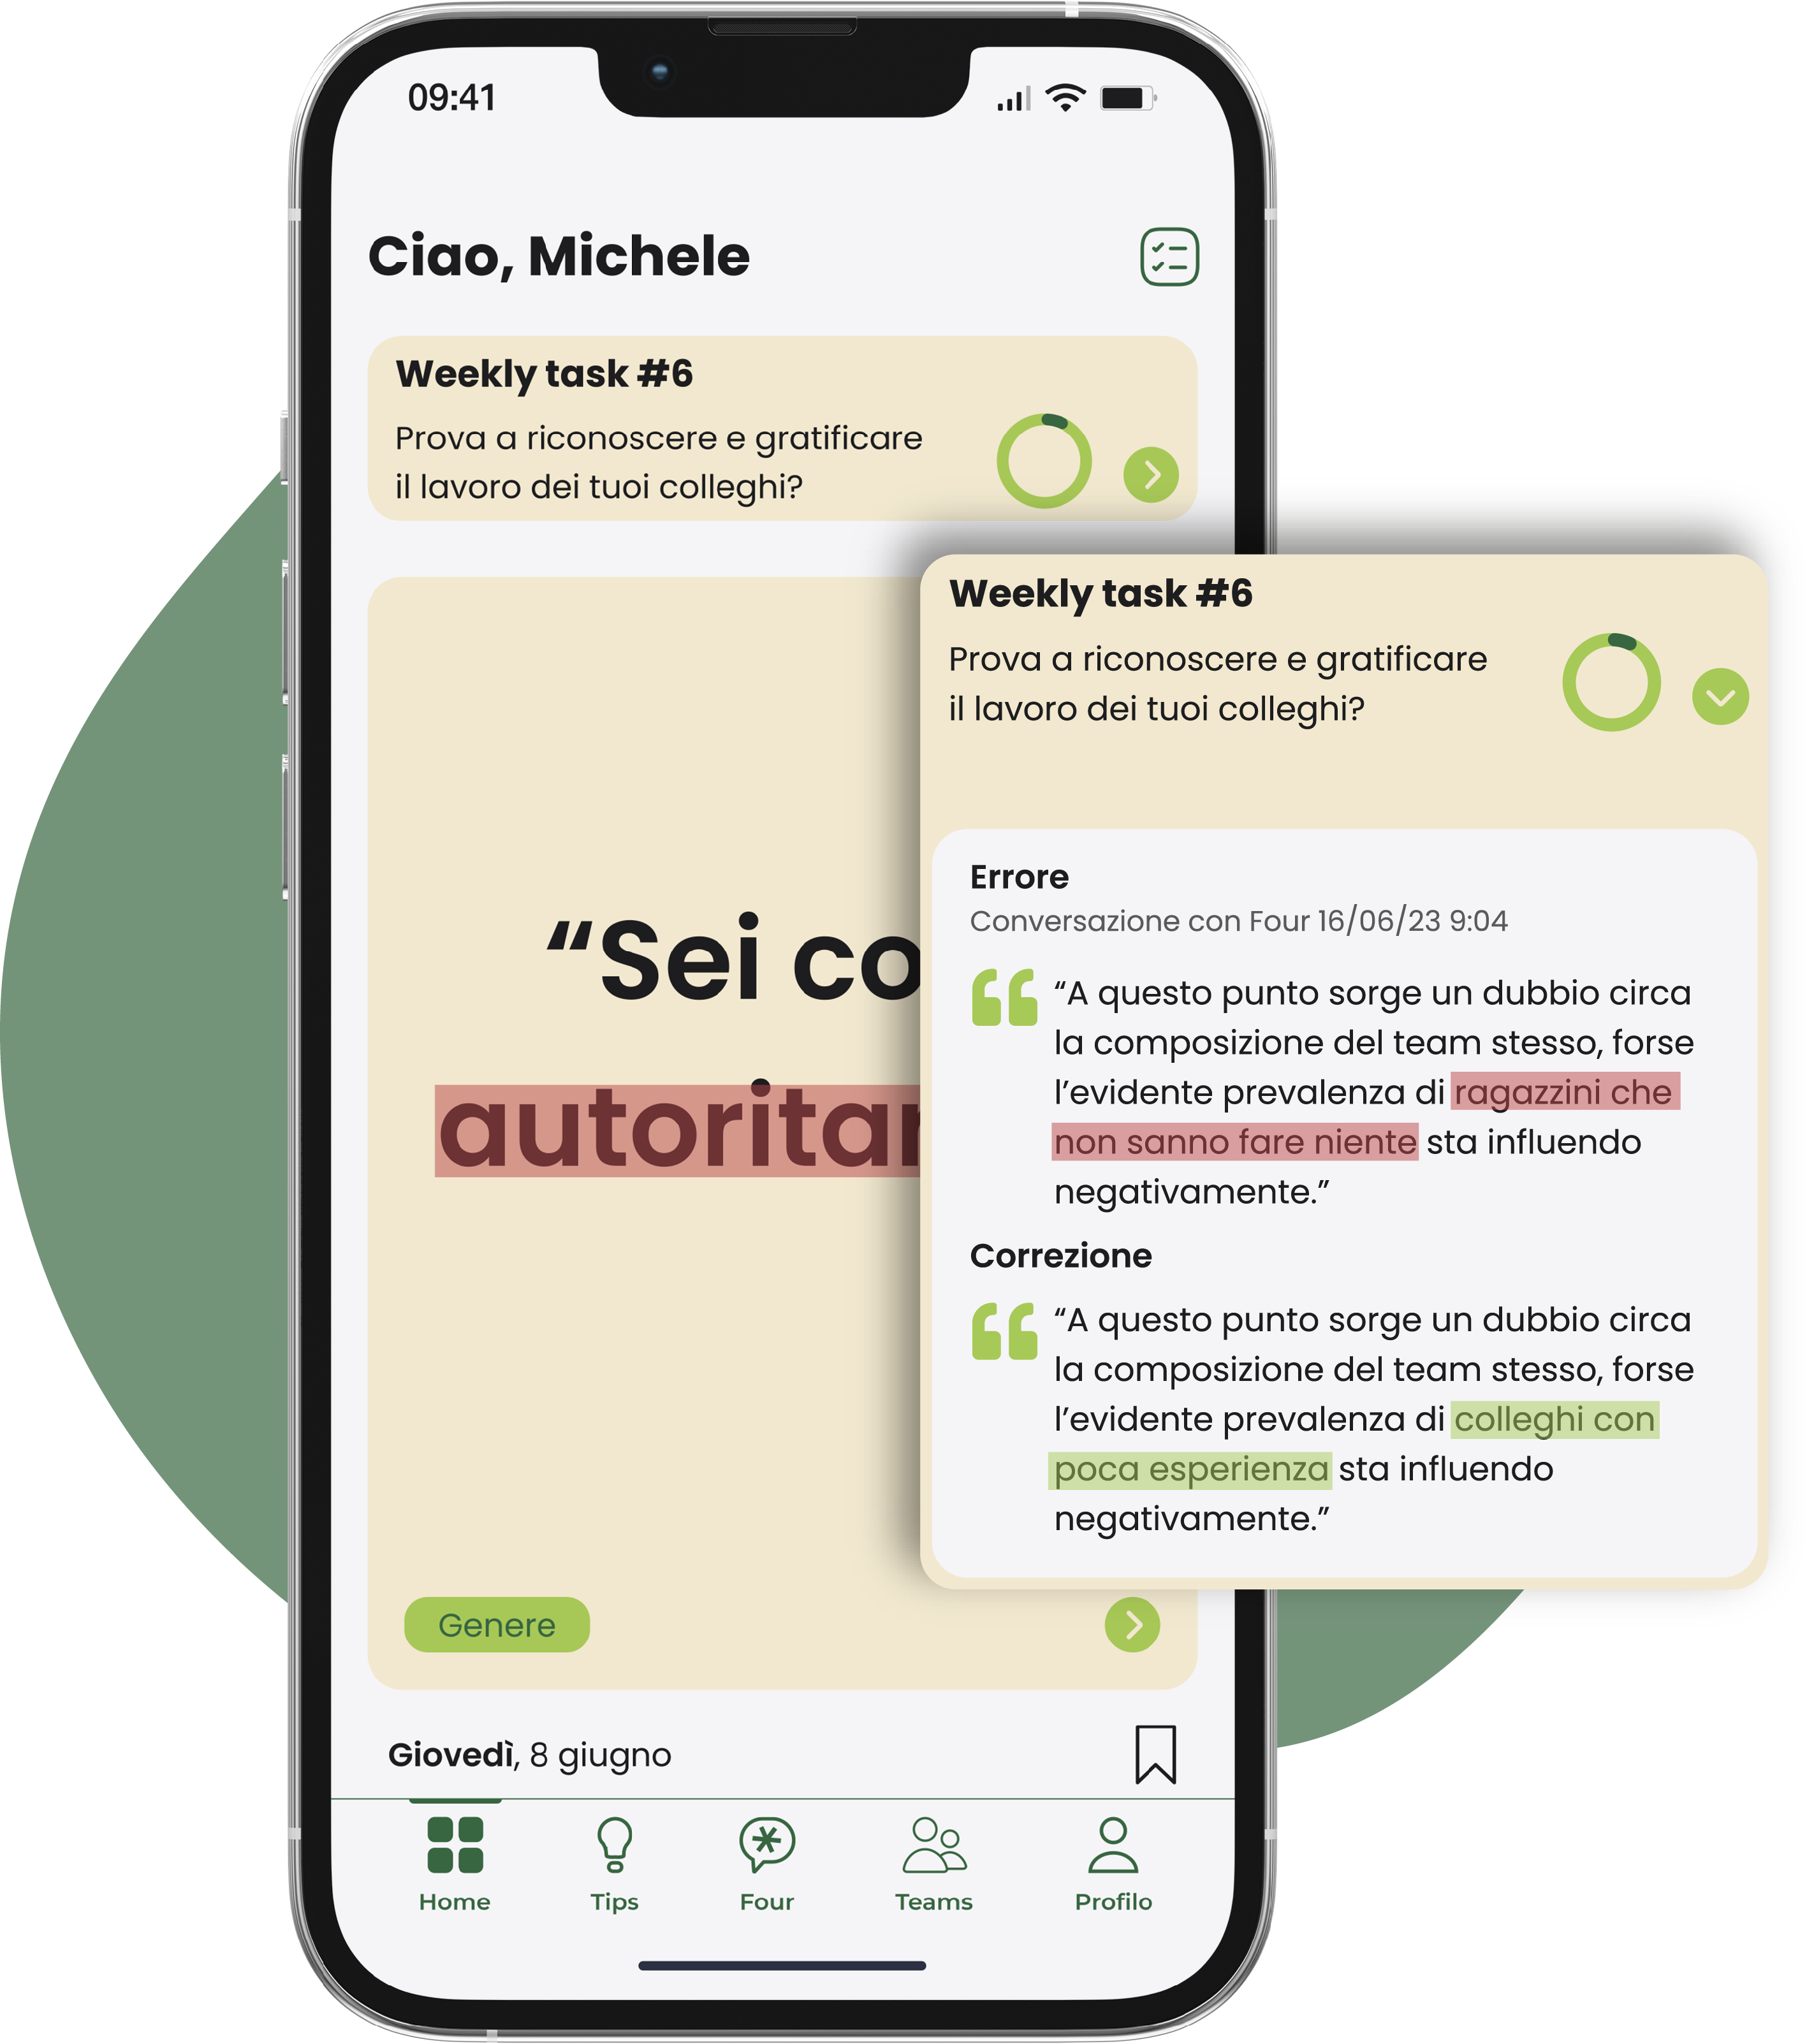 09:41
Ciao, Michele
Weekly task #6
Prova a riconoscere e gratificare
il lavoro dei tuoi colleghi?
“Sei
Genere
Giovedì, 8 giugno
Home
Tips
Four
Teams
Profilo
Weekly task #6
Prova a riconoscere e gratificare
il lavoro dei tuoi colleghi?
Errore
Conversazione con Four 16/06/23 9:04
“A questo punto sorge un dubbio circa
la composizione del team stesso, forse
l’evidente prevalenza di ragazzini che
non sanno fare niente sta influendo
negativamente.”
Correzione
“A questo punto sorge un dubbio circa
la composizione del team stesso, forse
l’evidente prevalenza di colleghi con
poca esperienza sta influendo
negativamente.”